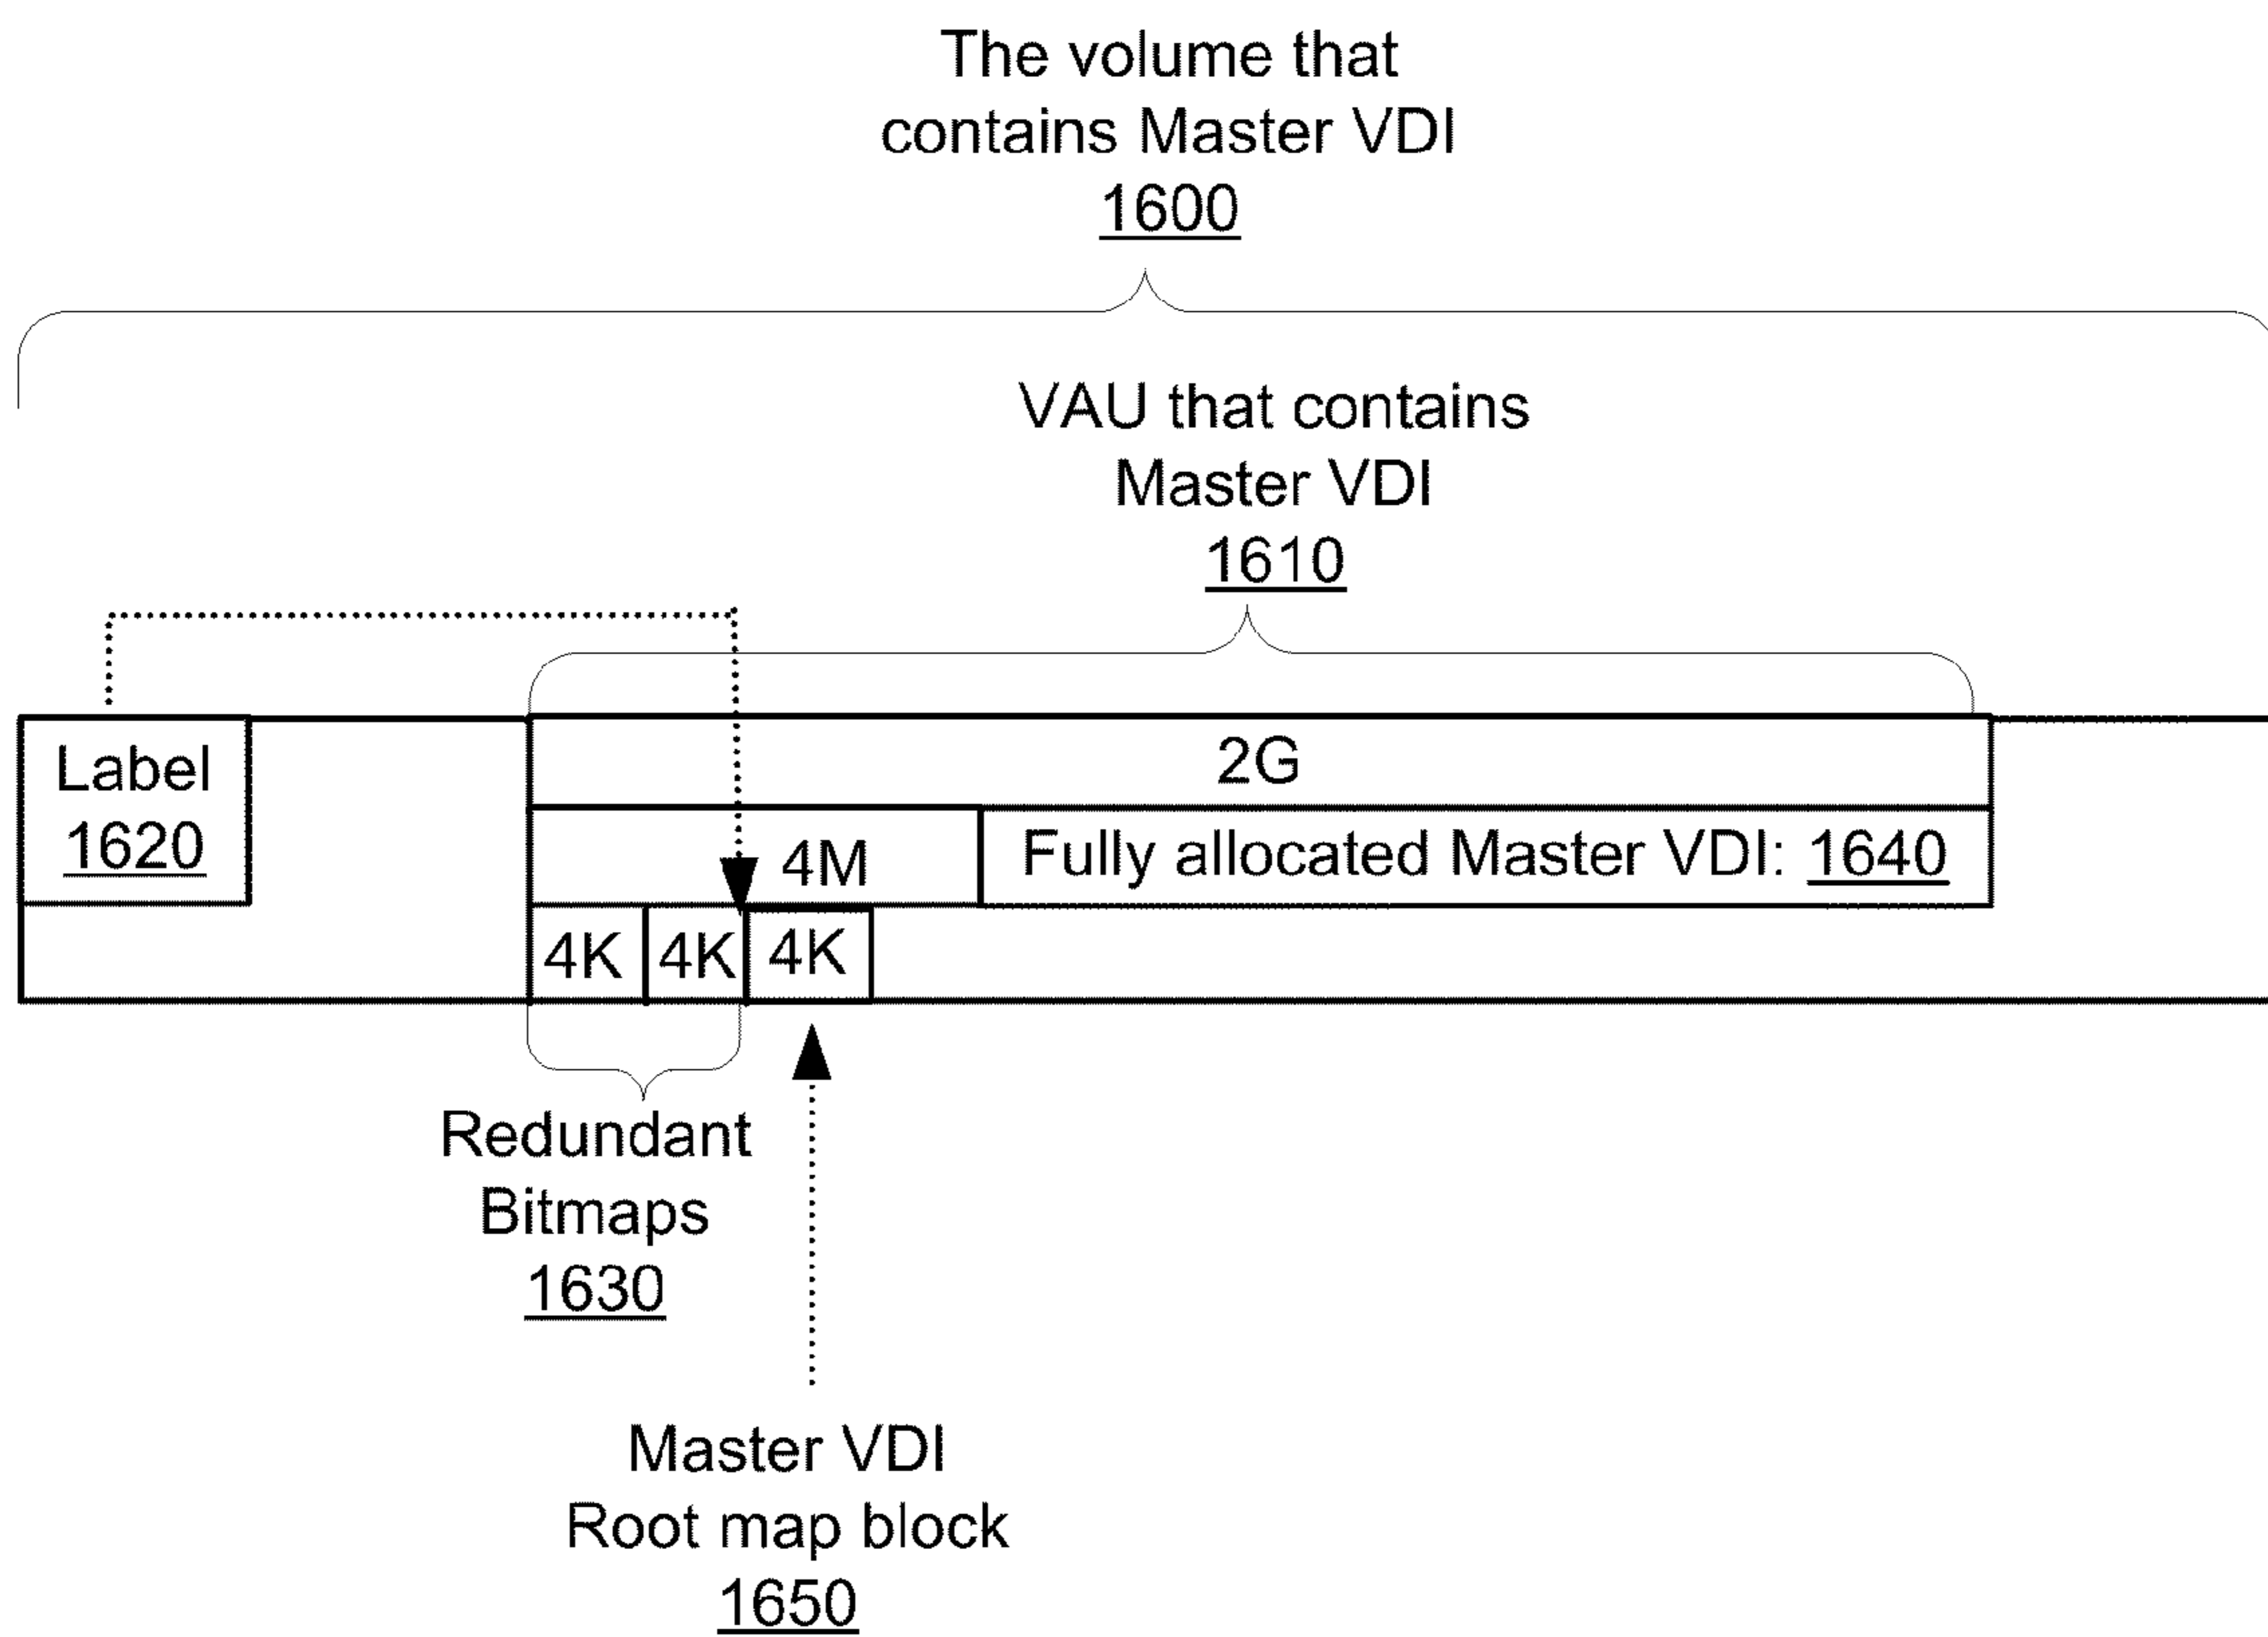 The volume that
contains Master VDI
1600
VAU that contains
Master VDI
1610
Label
1620
2G
4M
Fully allocated Master VDI: 1640
4K 4K 4K
Redundant
Bitmaps
1630
Master VDI
Root map block
1650